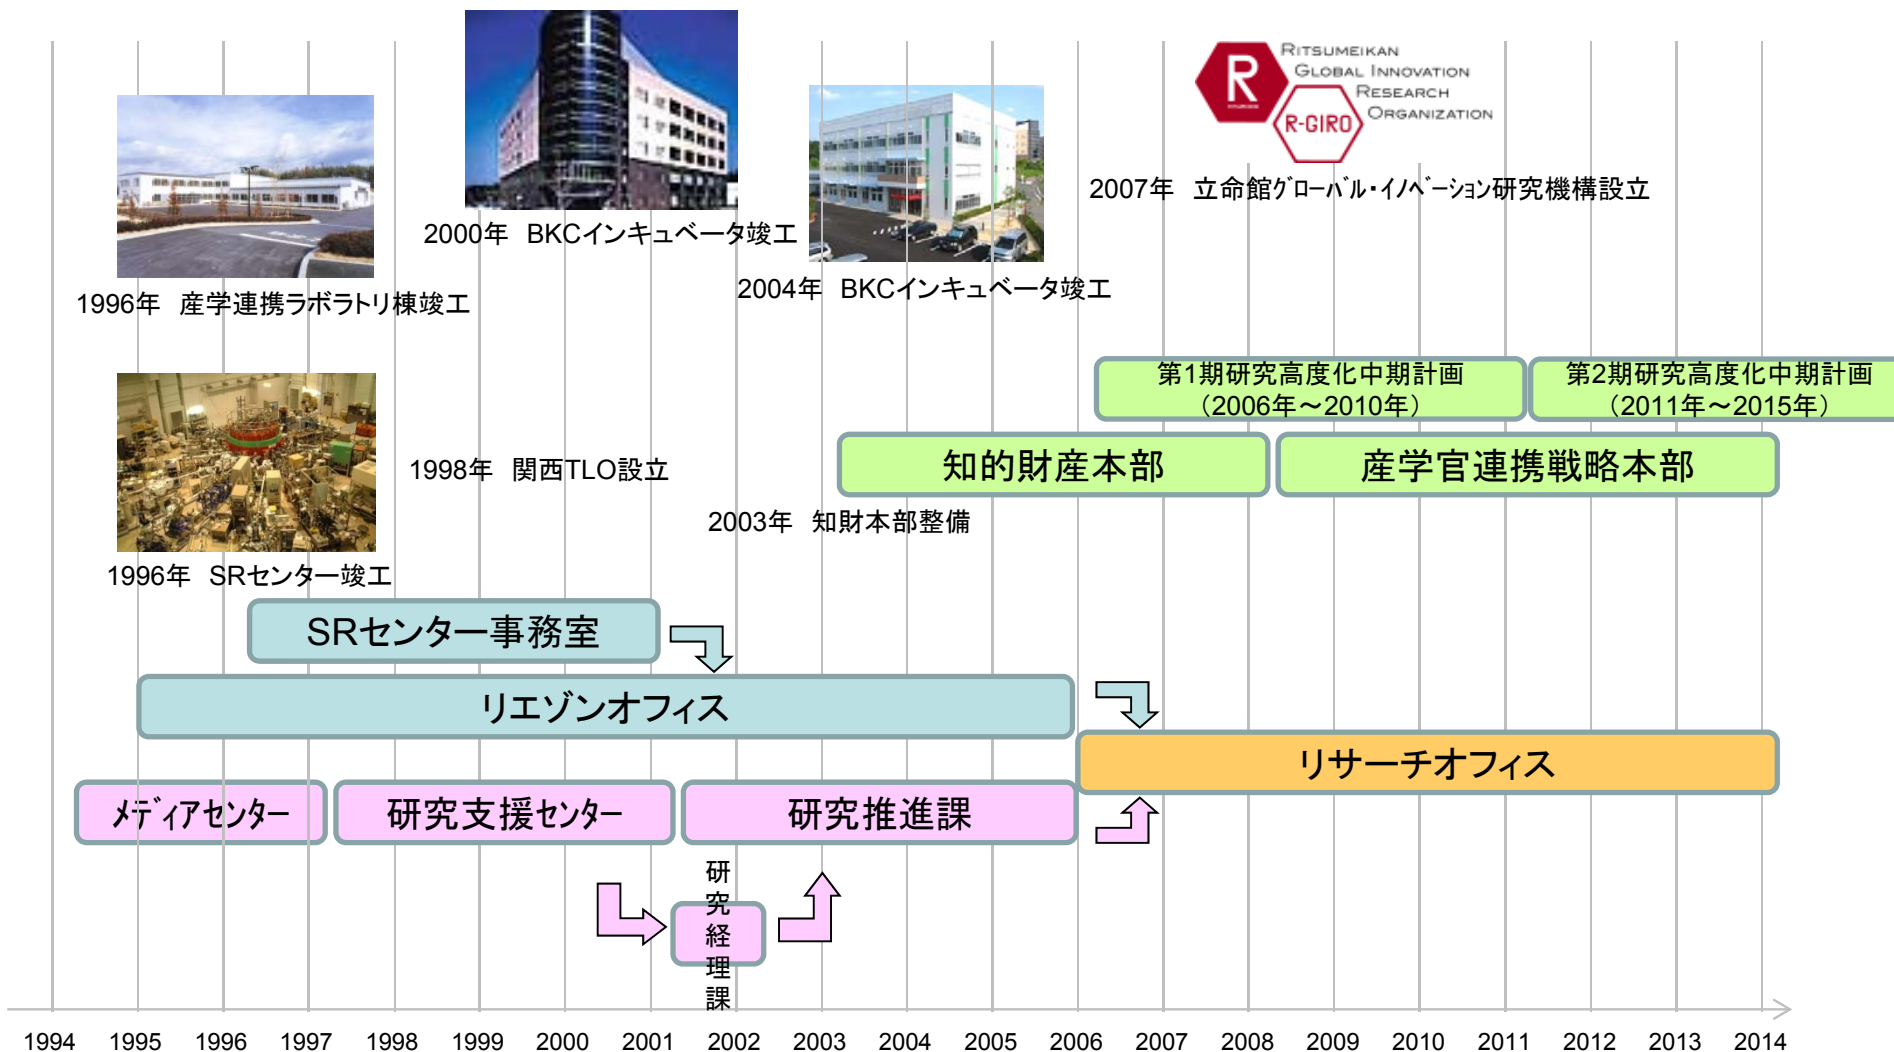 RITSUMEIKAN
GLOBAL INNOVATION
RESEARCH
ORGANIZATION
R
R-GIRO
2007年 立命館ｸﾞﾛｰﾊﾞﾙ・ｲﾉﾍﾞｰｼｮﾝ研究機構設立
2000年 BKCインキュベータ竣工
2004年 BKCインキュベータ竣工
1996年 産学連携ラボラトリ棟竣工
第1期研究高度化中期計画
（2006年～2010年）
第2期研究高度化中期計画
（2011年～2015年）
知的財産本部
産学官連携戦略本部
1998年 関西TLO設立
2003年 知財本部整備
1996年 SRセンター竣工
SRセンター事務室
リエゾンオフィス
リサーチオフィス
ﾒﾃﾞｨｱｾﾝﾀｰ
研究支援ｾﾝﾀｰ
研究推進課
研
究
経
理
課
1994 1995 1996 1997 1998 1999 2000 2001 2002 2003 2004 2005 2006 2007 2008 2009 2010 2011 2012 2013 2014